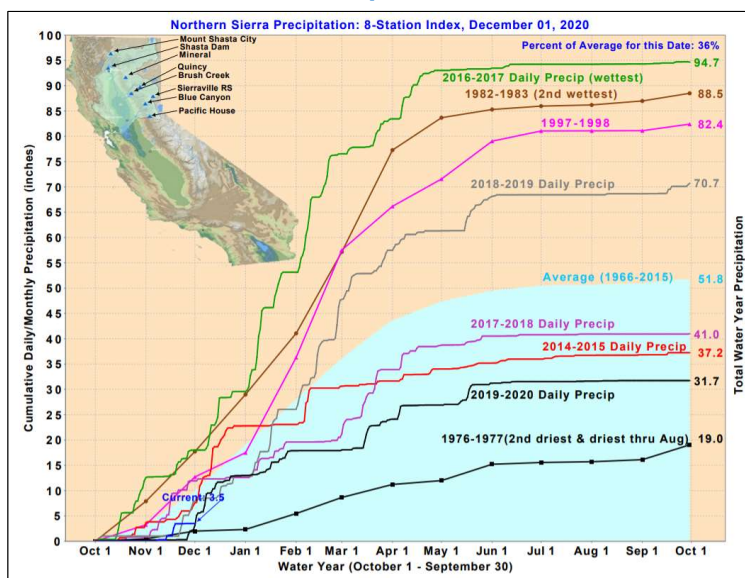 Northern Sierra Precipitation: 8-Station Index, December 01, 2020
Percent of Average for this Date: 36%
Mount Shasta City
Shasta Dam
Mineral
Quincy
Brush Creek
Sierraville RS
Blue Canyon
Pacific House
Cumulative Daily/Monthly Precipitation (inches)
100
95
90
85
80
75
70
65
60
55
50
45
40
35
30
25
20
15
10
5
0
2016-2017 Daily Precip (wettest)
94.7
1982-1983 (2nd wettest)
88.5
1997-1998
82.4
2018-2019 Daily Precip
70.7
Average (1966-2015)
51.8
2017-2018 Daily Precip
41.0
2014-2015 Daily Precip
37.2
2019-2020 Daily Precip
31.7
1976-1977(2nd driest & driest thru Aug)
19.0
Current: 3.5
Total Water Year Precipitation
Oct 1 Nov 1 Dec 1 Jan 1 Feb 1 Mar 1 Apr 1 May 1 Jun 1 Jul 1 Aug 1 Sep 1 Oct 1
Water Year (October 1 - September 30)